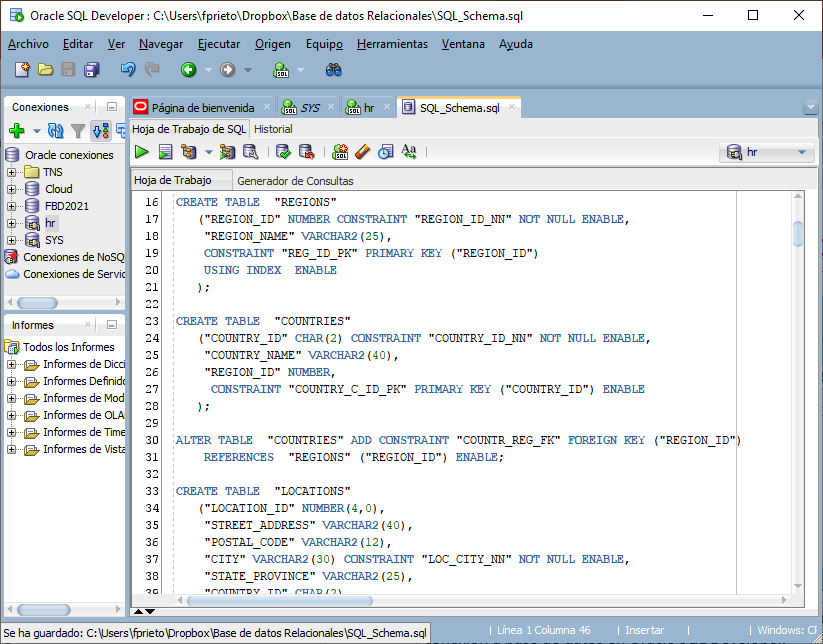 Oracle SQL Developer : C:\Users\fprieto\Dropbox\Base de datos Relacionales\SQL_Schema.sql
Archivo Editar Ver Navegar Ejecutar Origen Equipo Herramientas Ventana Ayuda
SQL
Conexiones
Página de bienvenida SYS hr SQL_Schema.sql
Hoja de Trabajo de SQL Historial
hr
Oracle conexiones
TNS
Cloud
FBD2021
hr
SYS
Conexiones de NoSQ
Conexiones de Servic
Informes
Todos los Informes
Informes de Dicci
Informes Definido
Informes de Mod
Informes de OLA
Informes de Time
Informes de Vista
Hoja de Trabajo Generador de Consultas
16 CREATE TABLE "REGIONS"
17 ("REGION_ID" NUMBER CONSTRAINT "REGION_ID_NN" NOT NULL ENABLE,
18 "REGION_NAME" VARCHAR2(25),
19 CONSTRAINT "REG_ID_PK" PRIMARY KEY ("REGION_ID")
20 USING INDEX ENABLE
21 );
22
23 CREATE TABLE "COUNTRIES"
24 ("COUNTRY_ID" CHAR(2) CONSTRAINT "COUNTRY_ID_NN" NOT NULL ENABLE,
25 "COUNTRY_NAME" VARCHAR2(40),
26 "REGION_ID" NUMBER,
27 CONSTRAINT "COUNTRY_C_ID_PK" PRIMARY KEY ("COUNTRY_ID") ENABLE
28 );
29
30 ALTER TABLE "COUNTRIES" ADD CONSTRAINT "COUNTR_REG_FK" FOREIGN KEY ("REGION_ID")
31 REFERENCES "REGIONS" ("REGION_ID") ENABLE;
32
33 CREATE TABLE "LOCATIONS"
34 ("LOCATION_ID" NUMBER(4,0),
35 "STREET_ADDRESS" VARCHAR2(40),
36 "POSTAL_CODE" VARCHAR2(12),
37 "CITY" VARCHAR2(30) CONSTRAINT "LOC_CITY_NN" NOT NULL ENABLE,
38 "STATE_PROVINCE" VARCHAR2(25),
39 "COUNTRY_ID" CHAR(2)
Se ha guardado: C:\Users\fprieto\Dropbox\Base de datos Relacionales\SQL_Schema.sql
Línea 1 Columna 46 Insertar Windows: CF